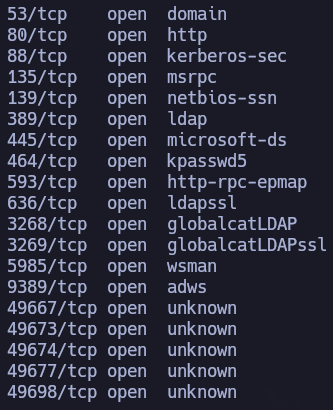 53/tcp open domain
80/tcp open http
88/tcp open kerberos-sec
135/tcp open msrpc
139/tcp open netbios-ssn
389/tcp open ldap
445/tcp open microsoft-ds
464/tcp open kpasswd5
593/tcp open http-rpc-epmap
636/tcp open ldapssl
3268/tcp open globalcatLDAP
3269/tcp open globalcatLDAPssl
5985/tcp open wsman
9389/tcp open adws
49667/tcp open unknown
49673/tcp open unknown
49674/tcp open unknown
49677/tcp open unknown
49698/tcp open unknown